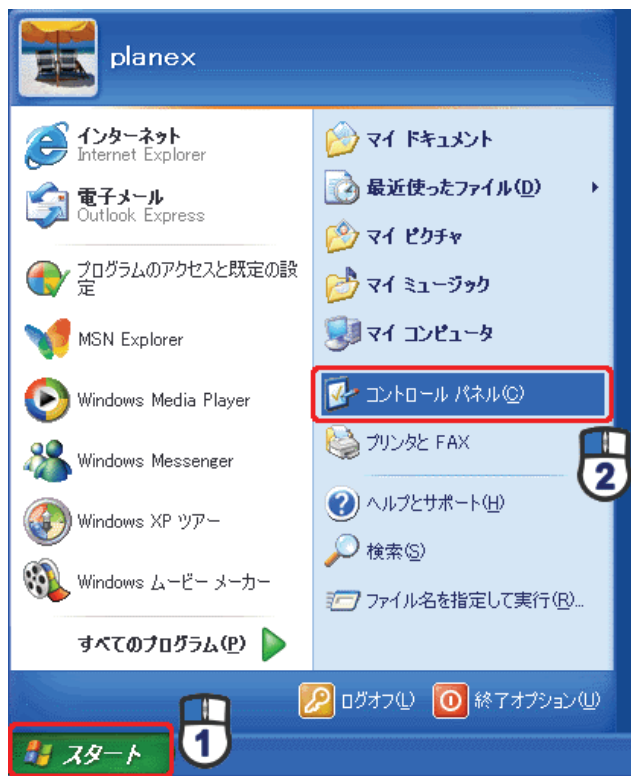 planex
インターネット
Internet Explorer
電子メール
Outlook Express
プログラムのアクセスと既定の設
定
MSN Explorer
Windows Media Player
Windows Messenger
Windows XP ツアー
Windows ムービー メーカー
すべてのプログラム(P)
マイ ドキュメント
最近使ったファイル(D)
マイ ピクチャ
マイ ミュージック
マイ コンピュータ
コントロール パネル(C)
プリンタと FAX
2
ヘルプとサポート(H)
検索(S)
ファイル名を指定して実行(R)...
ログオフ(L)
終了オプション(U)
スタート
1